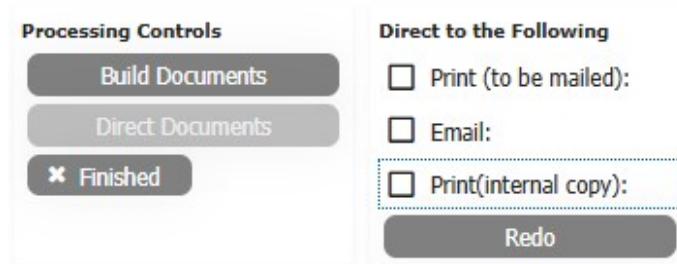 Processing Controls
Build Documents
Direct Documents
Finished
Direct to the Following
Print (to be mailed):
Email:
Print(internal copy):
Redo